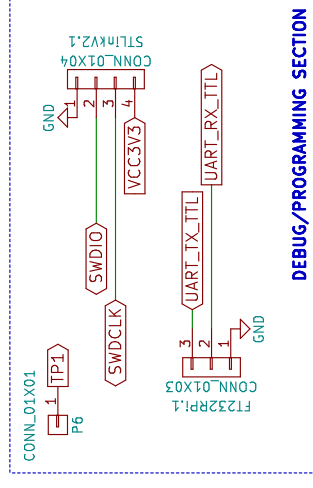 STLinkV2.1
CONN_01X04
1
2
3
4
GND
VCC3V3
SWDIO
SWDCLK
UART_RX_TTL
UART_TX_TTL
3
2
1
GND
CONN_01X03
FT232RPi.1
CONN_01X01
TP1
1
P6
DEBUG/PROGRAMMING SECTION